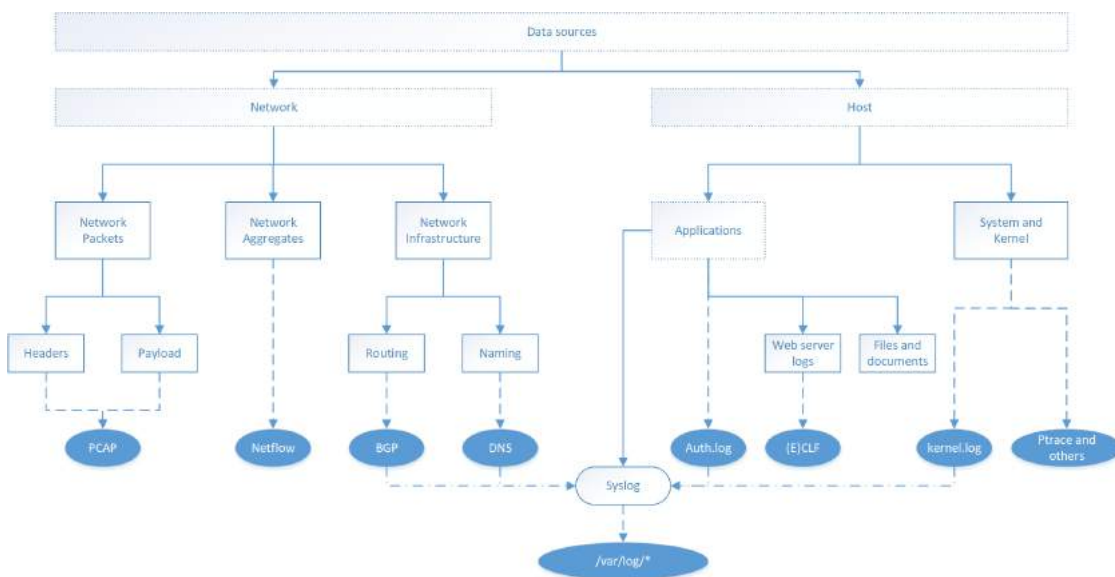 Data sources
Network
Host
Network
Packets
Network
Aggregates
Network
Infrastructure
Applications
System and
Kernel
Headers
Payload
Routing
Naming
Web server
logs
Files and
documents
PCAP
Netflow
BGP
DNS
Auth.log
(E)CLF
kernel.log
Ptrace and
others
Syslog
/var/log/*